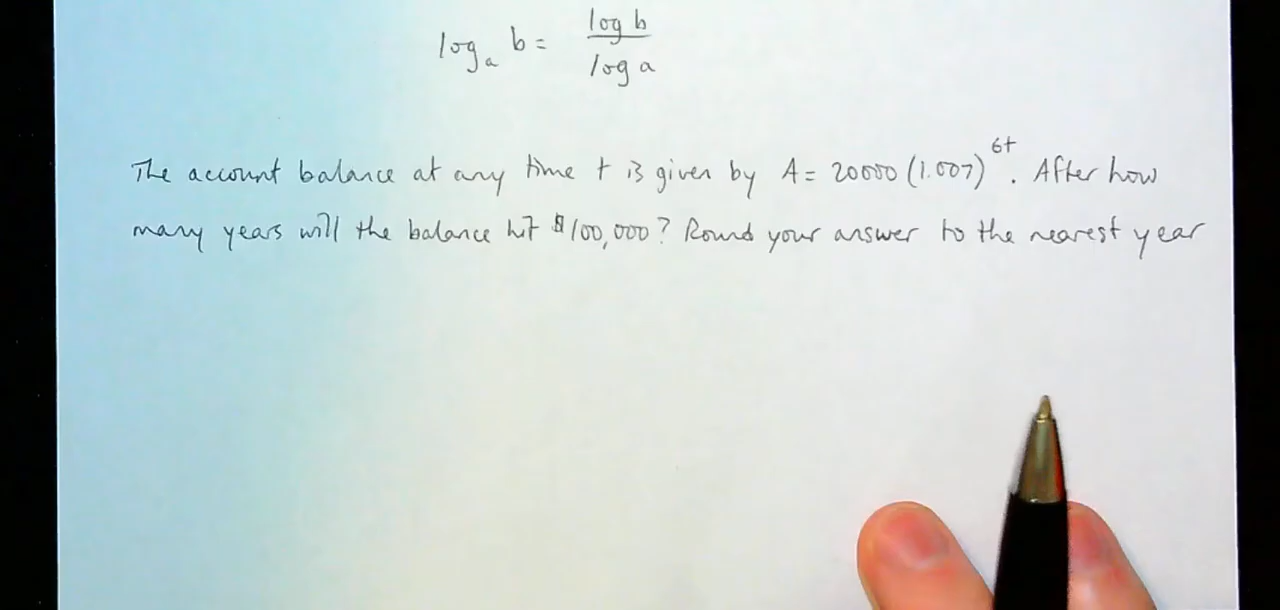 logₐ b = log b / log a
The account balance at any time t is given by A = 20000 (1.007)^6t. After how
many years will the balance hit $100,000? Round your answer to the nearest year